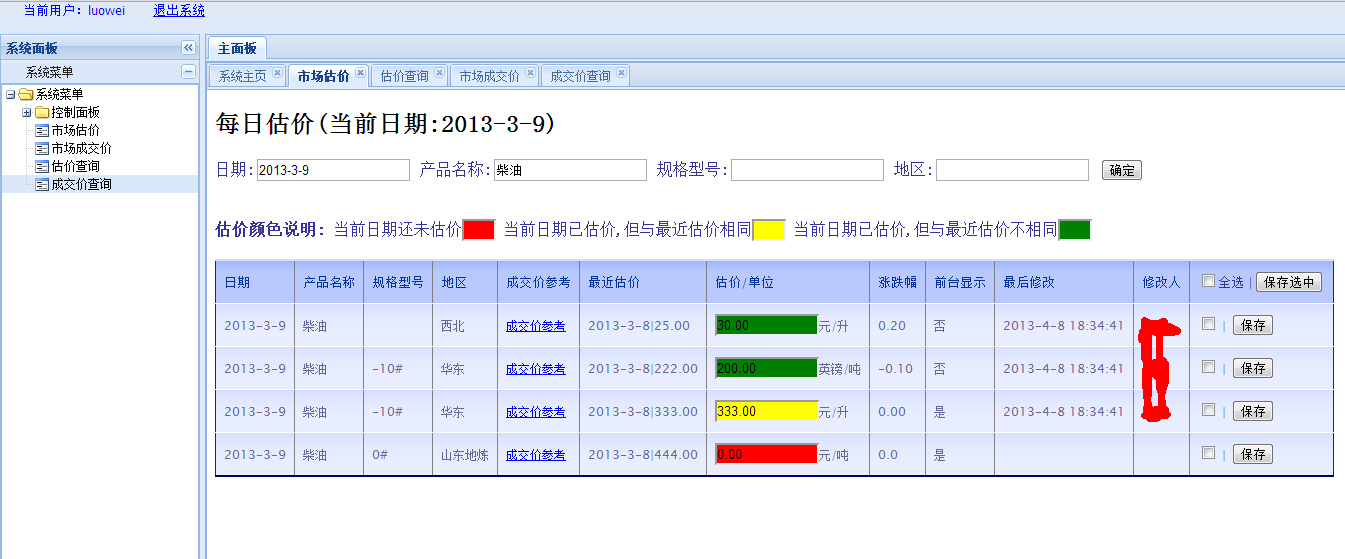 当前用户：luowei 退出系统
系统面板
系统菜单
系统菜单
控制面板
市场估价
市场成交价
估价查询
成交价查询
主面板
系统主页 市场估价 估价查询 市场成交价 成交价查询
每日估价(当前日期:2013-3-9)
日期:2013-3-9 产品名称:柴油 规格型号: 地区: 确定
估价颜色说明: 当前日期还未估价 当前日期已估价,但与最近估价相同 当前日期已估价,但与最近估价不相同
日期 产品名称 规格型号 地区 成交价参考 最近估价 估价/单位 涨跌幅 前台显示 最后修改 修改人 全选 | 保存选中
2013-3-9 柴油 西北 成交价参考 2013-3-8|25.00 30.00 元/升 0.20 否 2013-4-8 18:34:41 | 保存
2013-3-9 柴油 -10# 华东 成交价参考 2013-3-8|222.00 200.00 英镑/吨 -0.10 否 2013-4-8 18:34:41 | 保存
2013-3-9 柴油 -10# 华东 成交价参考 2013-3-8|333.00 333.00 元/升 0.00 是 2013-4-8 18:34:41 | 保存
2013-3-9 柴油 0# 山东地炼 成交价参考 2013-3-8|444.00 0.00 元/吨 0.0 是 | 保存